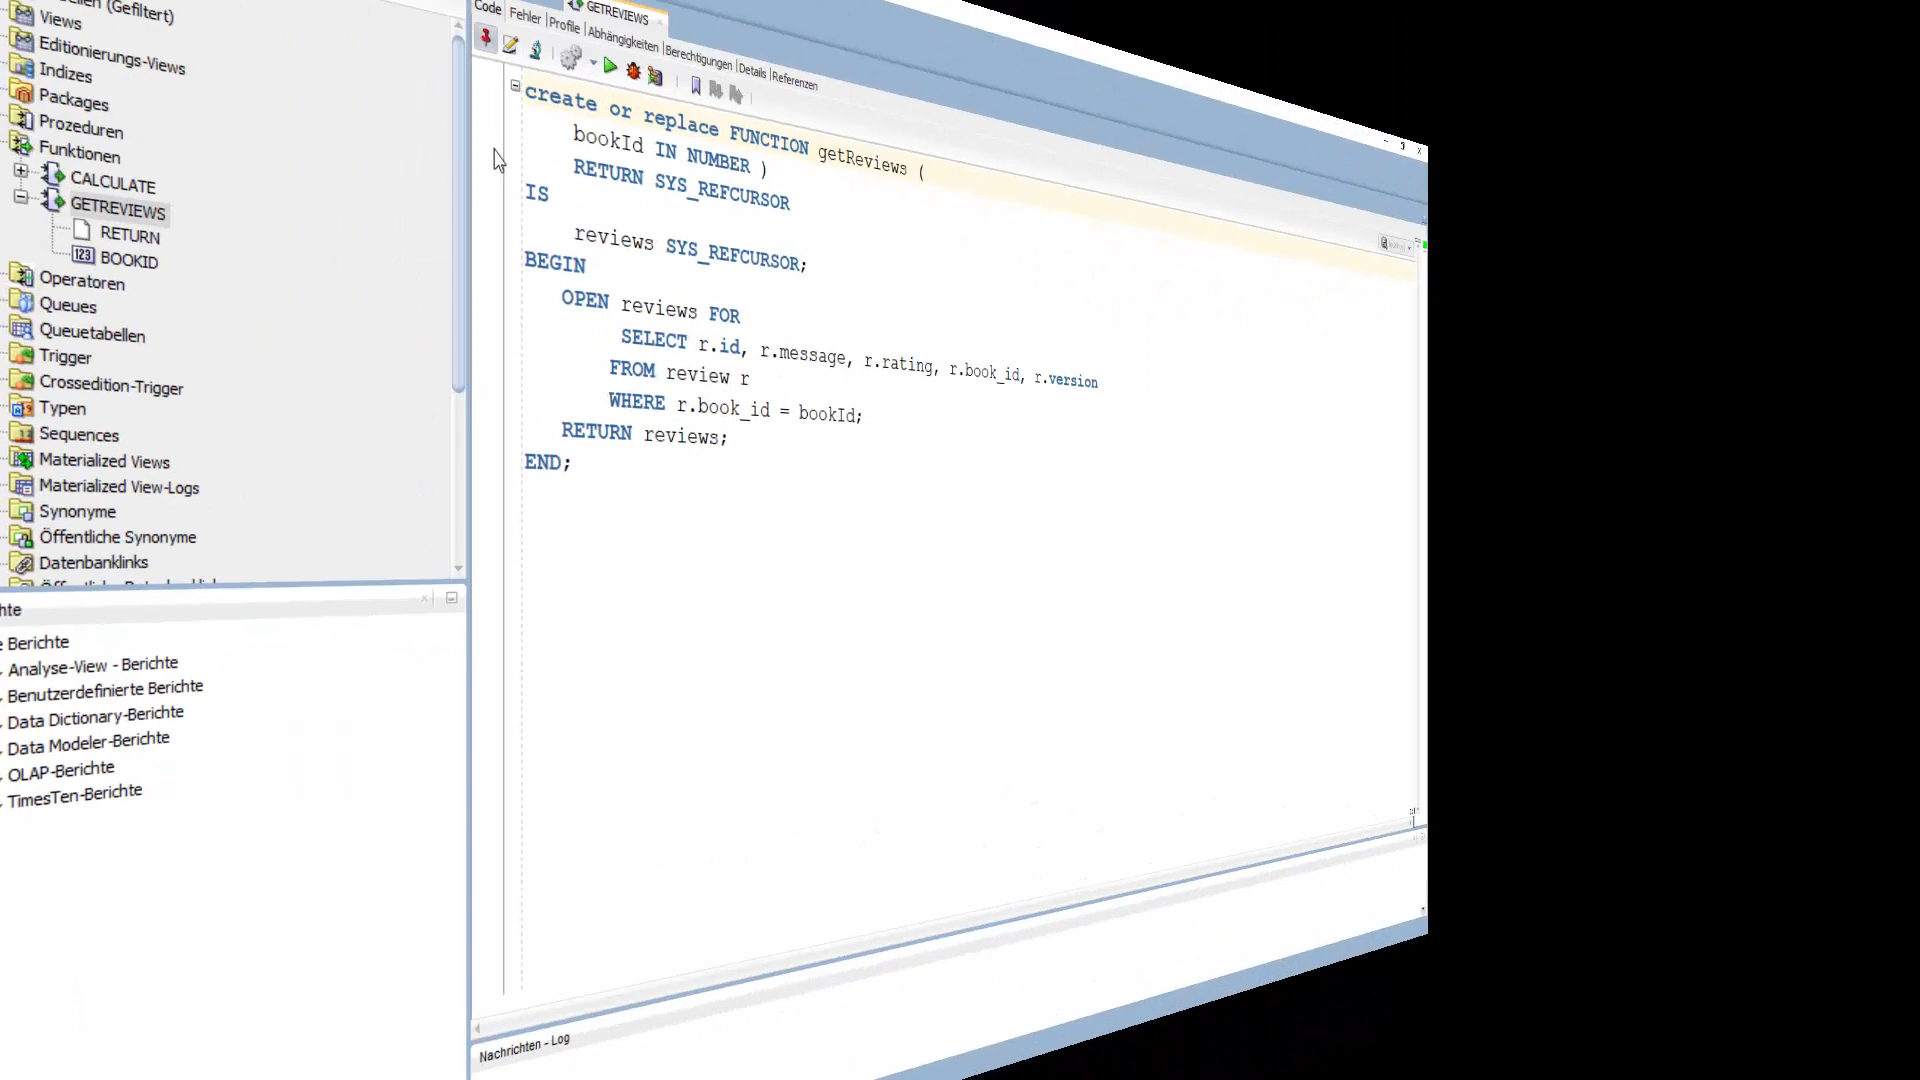 (Gefiltert)
Views
Editionierungs-Views
Indizes
Packages
Prozeduren
Funktionen
CALCULATE
GETREVIEWS
RETURN
123 BOOKID
Operatoren
Queues
Queuetabellen
Trigger
Crossedition-Trigger
Typen
Sequences
Materialized Views
Materialized View-Logs
Synonyme
Öffentliche Synonyme
Datenbanklinks
Berichte
Analyse-View - Berichte
Benutzerdefinierte Berichte
Data Dictionary-Berichte
Data Modeler-Berichte
OLAP-Berichte
TimesTen-Berichte
GETREVIEWS
Code Fehler Profile Abhängigkeiten Berechtigungen Details Referenzen
create or replace FUNCTION getReviews (
bookId IN NUMBER )
RETURN SYS_REFCURSOR
IS
reviews SYS_REFCURSOR;
BEGIN
OPEN reviews FOR
SELECT r.id, r.message, r.rating, r.book_id, r.version
FROM review r
WHERE r.book_id = bookId;
RETURN reviews;
END;
Nachrichten - Log